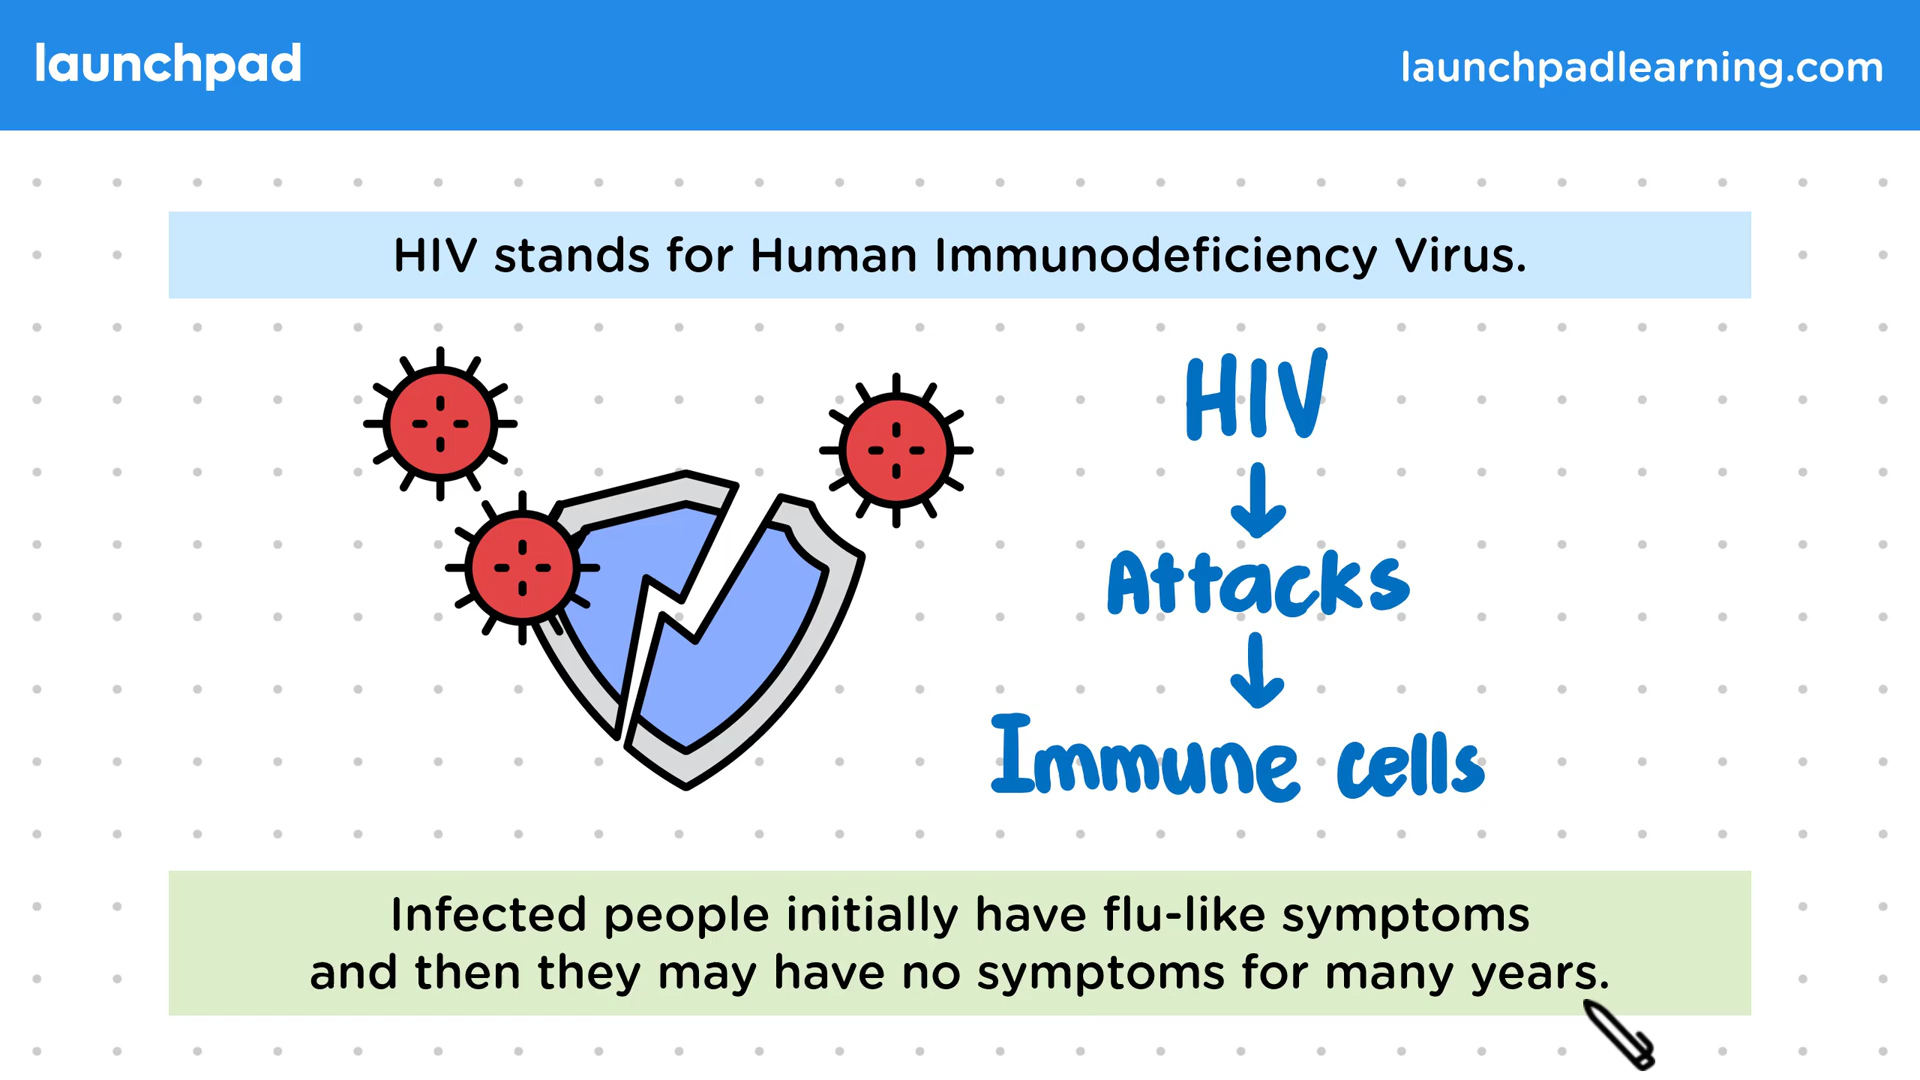 launchpad
launchpadlearning.com
HIV stands for Human Immunodeficiency Virus.
HIV
Attacks
Immune cells
Infected people initially have flu-like symptoms
and then they may have no symptoms for many years.